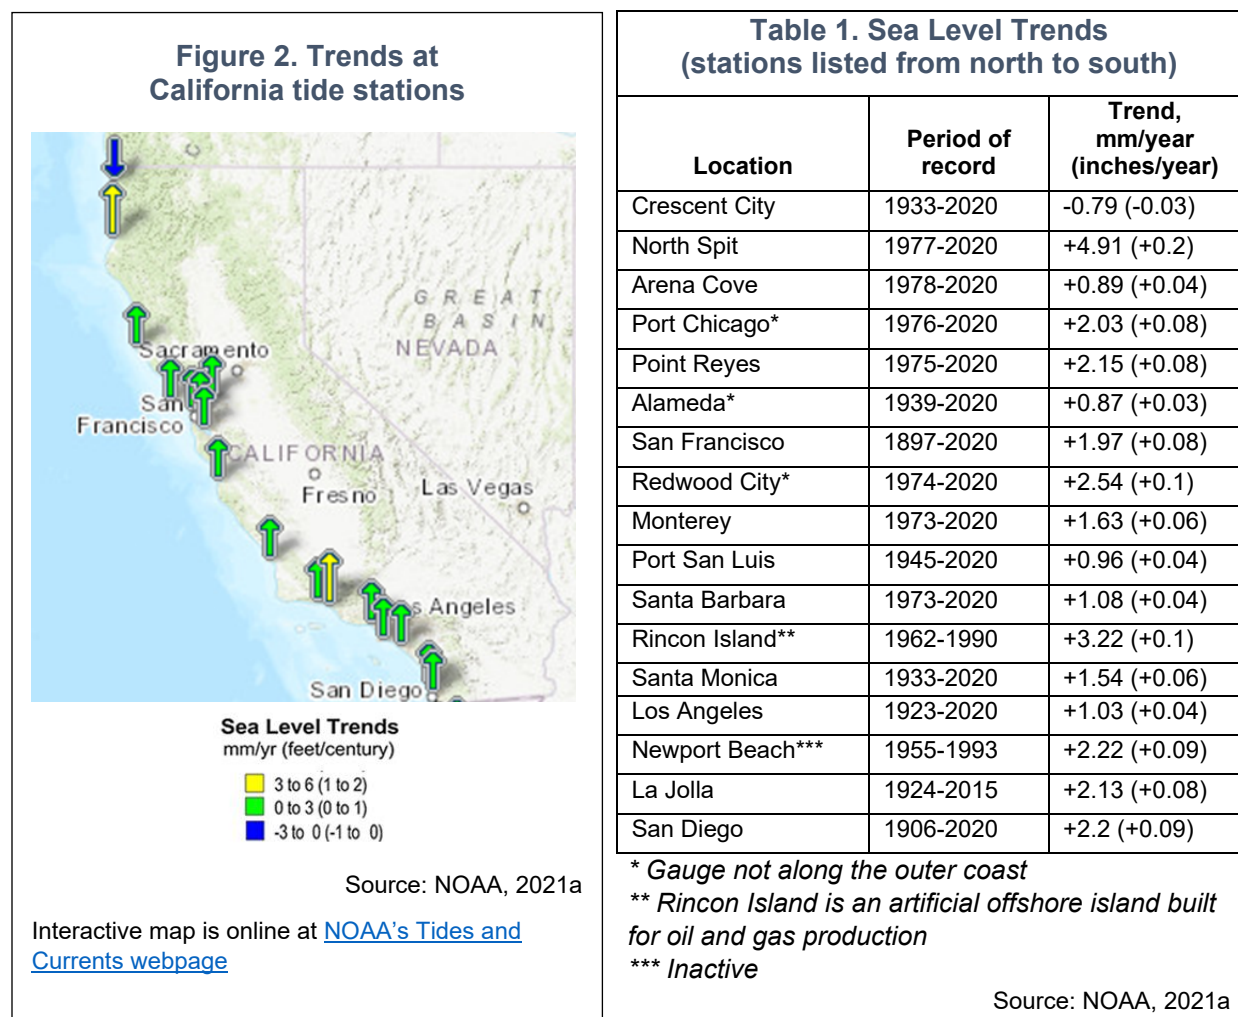 Figure 2. Trends at
California tide stations
GREAT
BASIN
NEVADA
Sacramento
San
Francisco
CALIFORNIA
Fresno
Las Vegas
s Angeles
San Diego
Sea Level Trends
mm/yr (feet/century)
3 to 6 (1 to 2)
0 to 3 (0 to 1)
-3 to 0 (-1 to 0)
Source: NOAA, 2021a
Interactive map is online at NOAA's Tides and
Currents webpage
Table 1. Sea Level Trends
(stations listed from north to south)
Location Period of record Trend, mm/year (inches/year)
Crescent City 1933-2020 -0.79 (-0.03)
North Spit 1977-2020 +4.91 (+0.2)
Arena Cove 1978-2020 +0.89 (+0.04)
Port Chicago* 1976-2020 +2.03 (+0.08)
Point Reyes 1975-2020 +2.15 (+0.08)
Alameda* 1939-2020 +0.87 (+0.03)
San Francisco 1897-2020 +1.97 (+0.08)
Redwood City* 1974-2020 +2.54 (+0.1)
Monterey 1973-2020 +1.63 (+0.06)
Port San Luis 1945-2020 +0.96 (+0.04)
Santa Barbara 1973-2020 +1.08 (+0.04)
Rincon Island** 1962-1990 +3.22 (+0.1)
Santa Monica 1933-2020 +1.54 (+0.06)
Los Angeles 1923-2020 +1.03 (+0.04)
Newport Beach*** 1955-1993 +2.22 (+0.09)
La Jolla 1924-2015 +2.13 (+0.08)
San Diego 1906-2020 +2.2 (+0.09)
* Gauge not along the outer coast
** Rincon Island is an artificial offshore island built
for oil and gas production
*** Inactive
Source: NOAA, 2021a